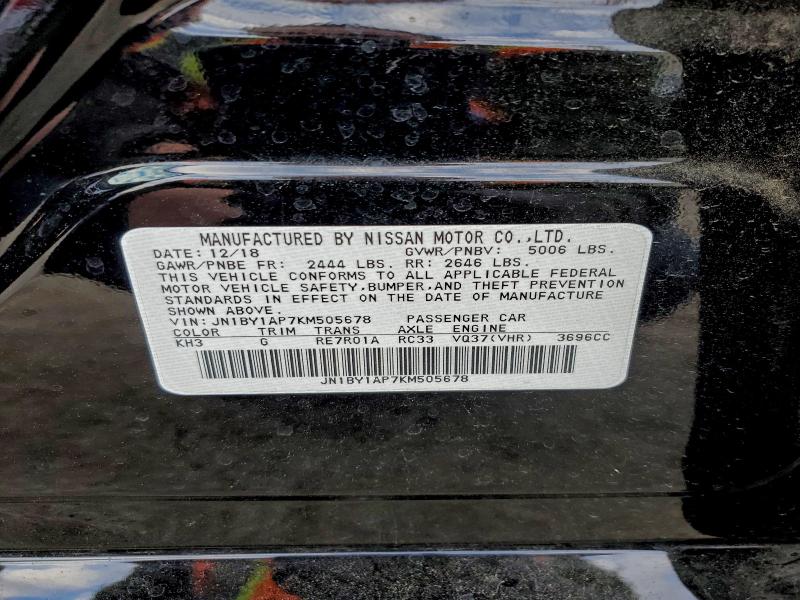 MANUFACTURED BY NISSAN MOTOR CO.,LTD.
DATE: 12/18 GVWR/PNBV: 5006 LBS.
GAWR/PNBE FR: 2444 LBS. RR: 2646 LBS.
THIS VEHICLE CONFORMS TO ALL APPLICABLE FEDERAL
MOTOR VEHICLE SAFETY,BUMPER,AND THEFT PREVENTION
STANDARDS IN EFFECT ON THE DATE OF MANUFACTURE
SHOWN ABOVE.
VIN:JN1BY1AP7KM505678 PASSENGER CAR
COLOR TRIM TRANS AXLE ENGINE
KH3 G RE7R01A RC33 VQ37(VHR) 3696CC
JN1BY1AP7KM505678